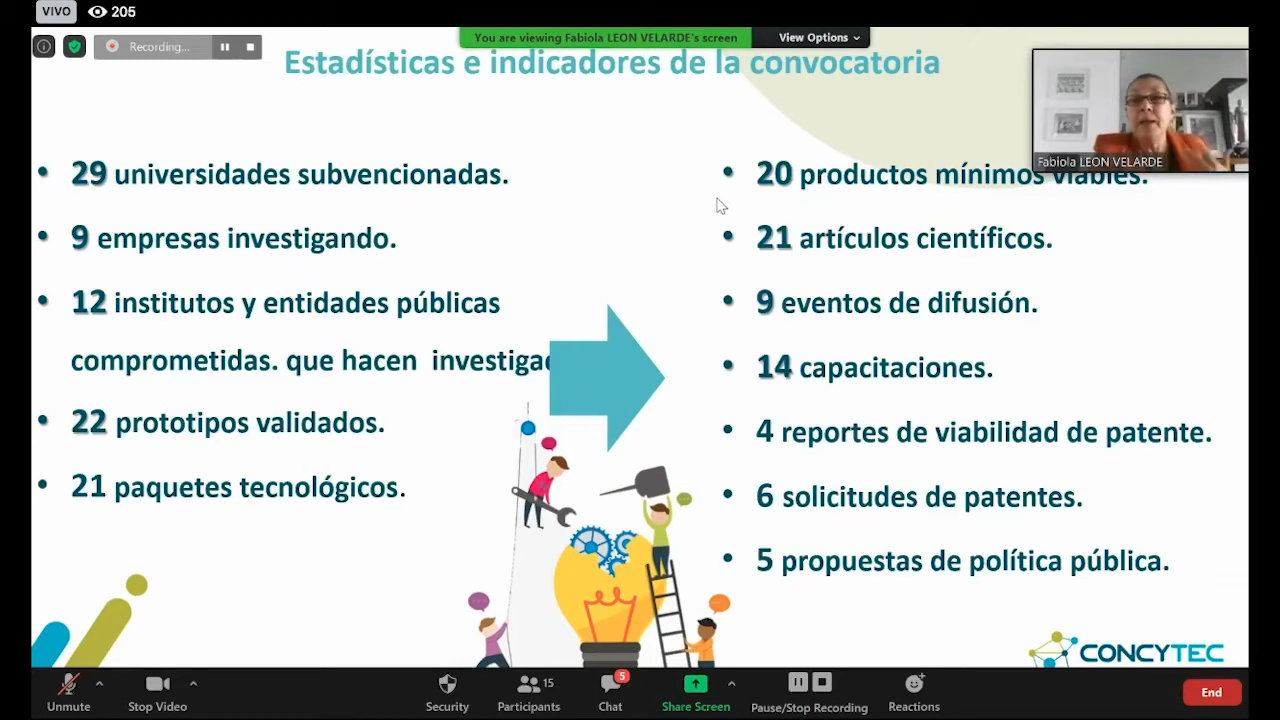 VIVO 205
Recording...
You are viewing Fabiola LEON VELARDE's screen
View Options
Estadísticas e indicadores de la convocatoria
Fabiola LEON VELARDE
29 universidades subvencionadas.
9 empresas investigando.
12 institutos y entidades públicas
comprometidas. que hacen investigac
22 prototipos validados.
21 paquetes tecnológicos.
20 productos mínimos viables.
21 artículos científicos.
9 eventos de difusión.
14 capacitaciones.
4 reportes de viabilidad de patente.
6 solicitudes de patentes.
5 propuestas de política pública.
CONCYTEC
Unmute
Stop Video
Security
15
Participants
5
Chat
Share Screen
Pause/Stop Recording
Reactions
End